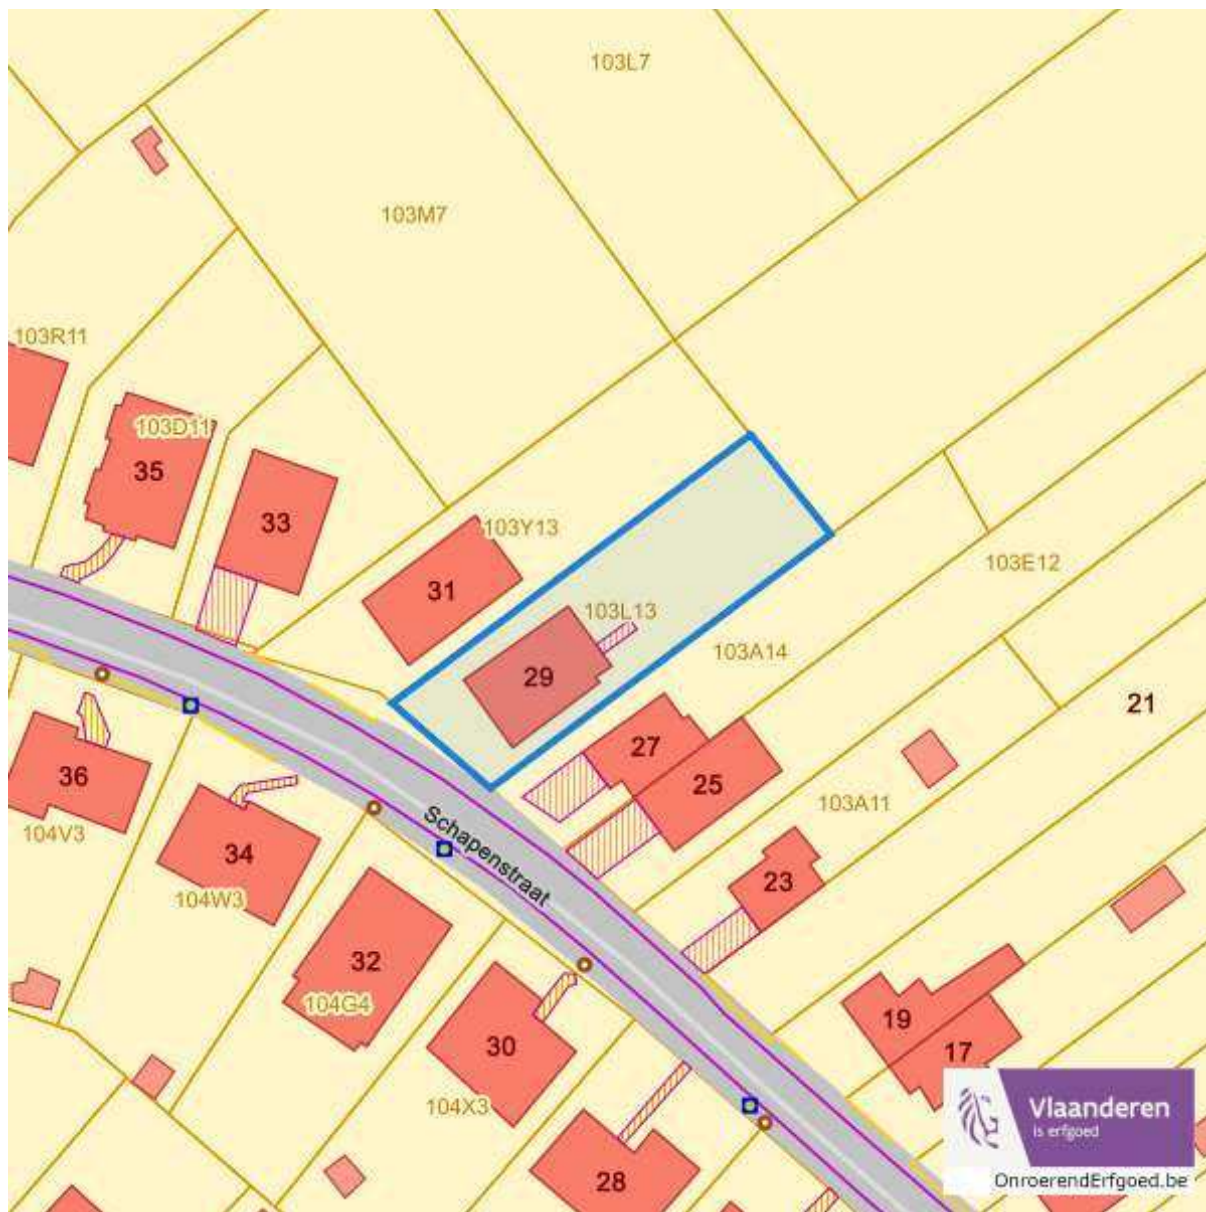 103L7
103M7
103R11
103D11
35
33
103Y13
31
103L13
29
103E12
103A14
21
27
25
103A11
36
104V3
34
104W3
Schapenstraat
23
32
104G4
19
17
30
104X3
28
Vlaanderen
is erfgoed
OnroerendErfgoed.be